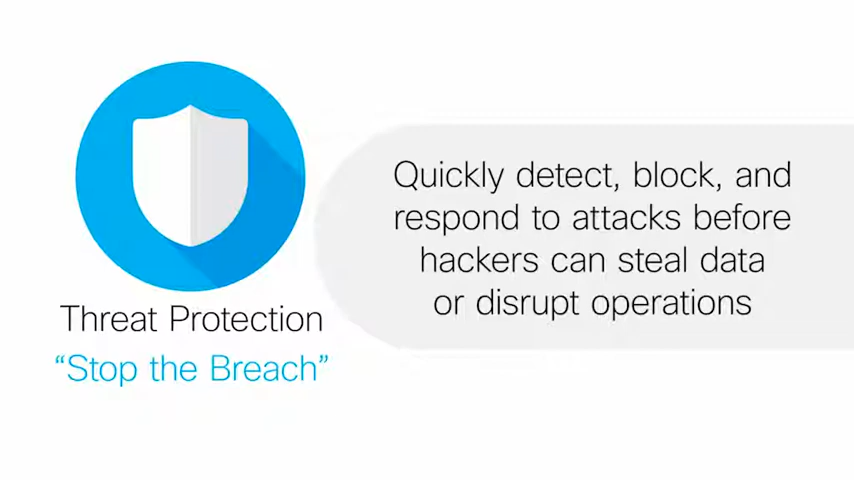 Quickly detect, block, and
respond to attacks before
hackers can steal data
or disrupt operations
Threat Protection
“Stop the Breach”